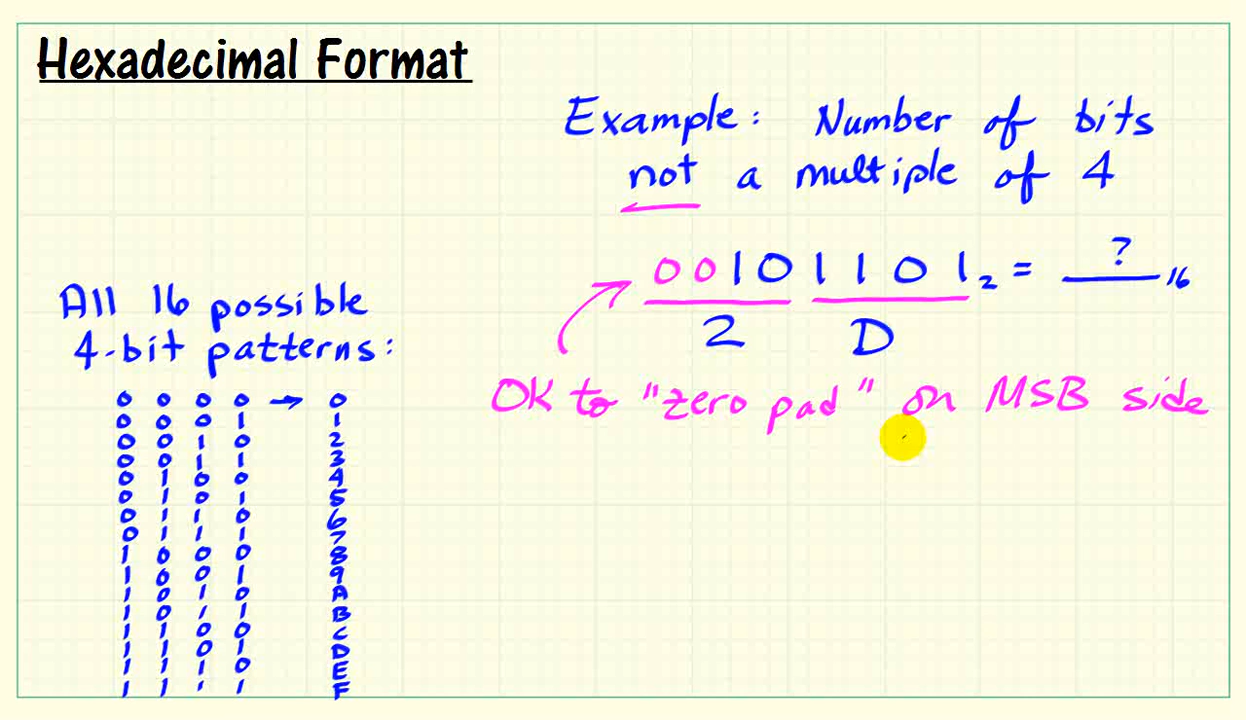 Hexadecimal Format
Example: Number of bits
not a multiple of 4
00101101₂ = ?₁₆
2 D
OK to "zero pad" on MSB side
All 16 possible
4-bit patterns:
0 0 0 0 → 0
0 0 0 1 1
0 0 1 0 2
0 0 1 1 3
0 1 0 0 4
0 1 0 1 5
0 1 1 0 6
0 1 1 1 7
1 0 0 0 8
1 0 0 1 9
1 0 1 0 A
1 0 1 1 B
1 1 0 0 C
1 1 0 1 D
1 1 1 0 E
1 1 1 1 F